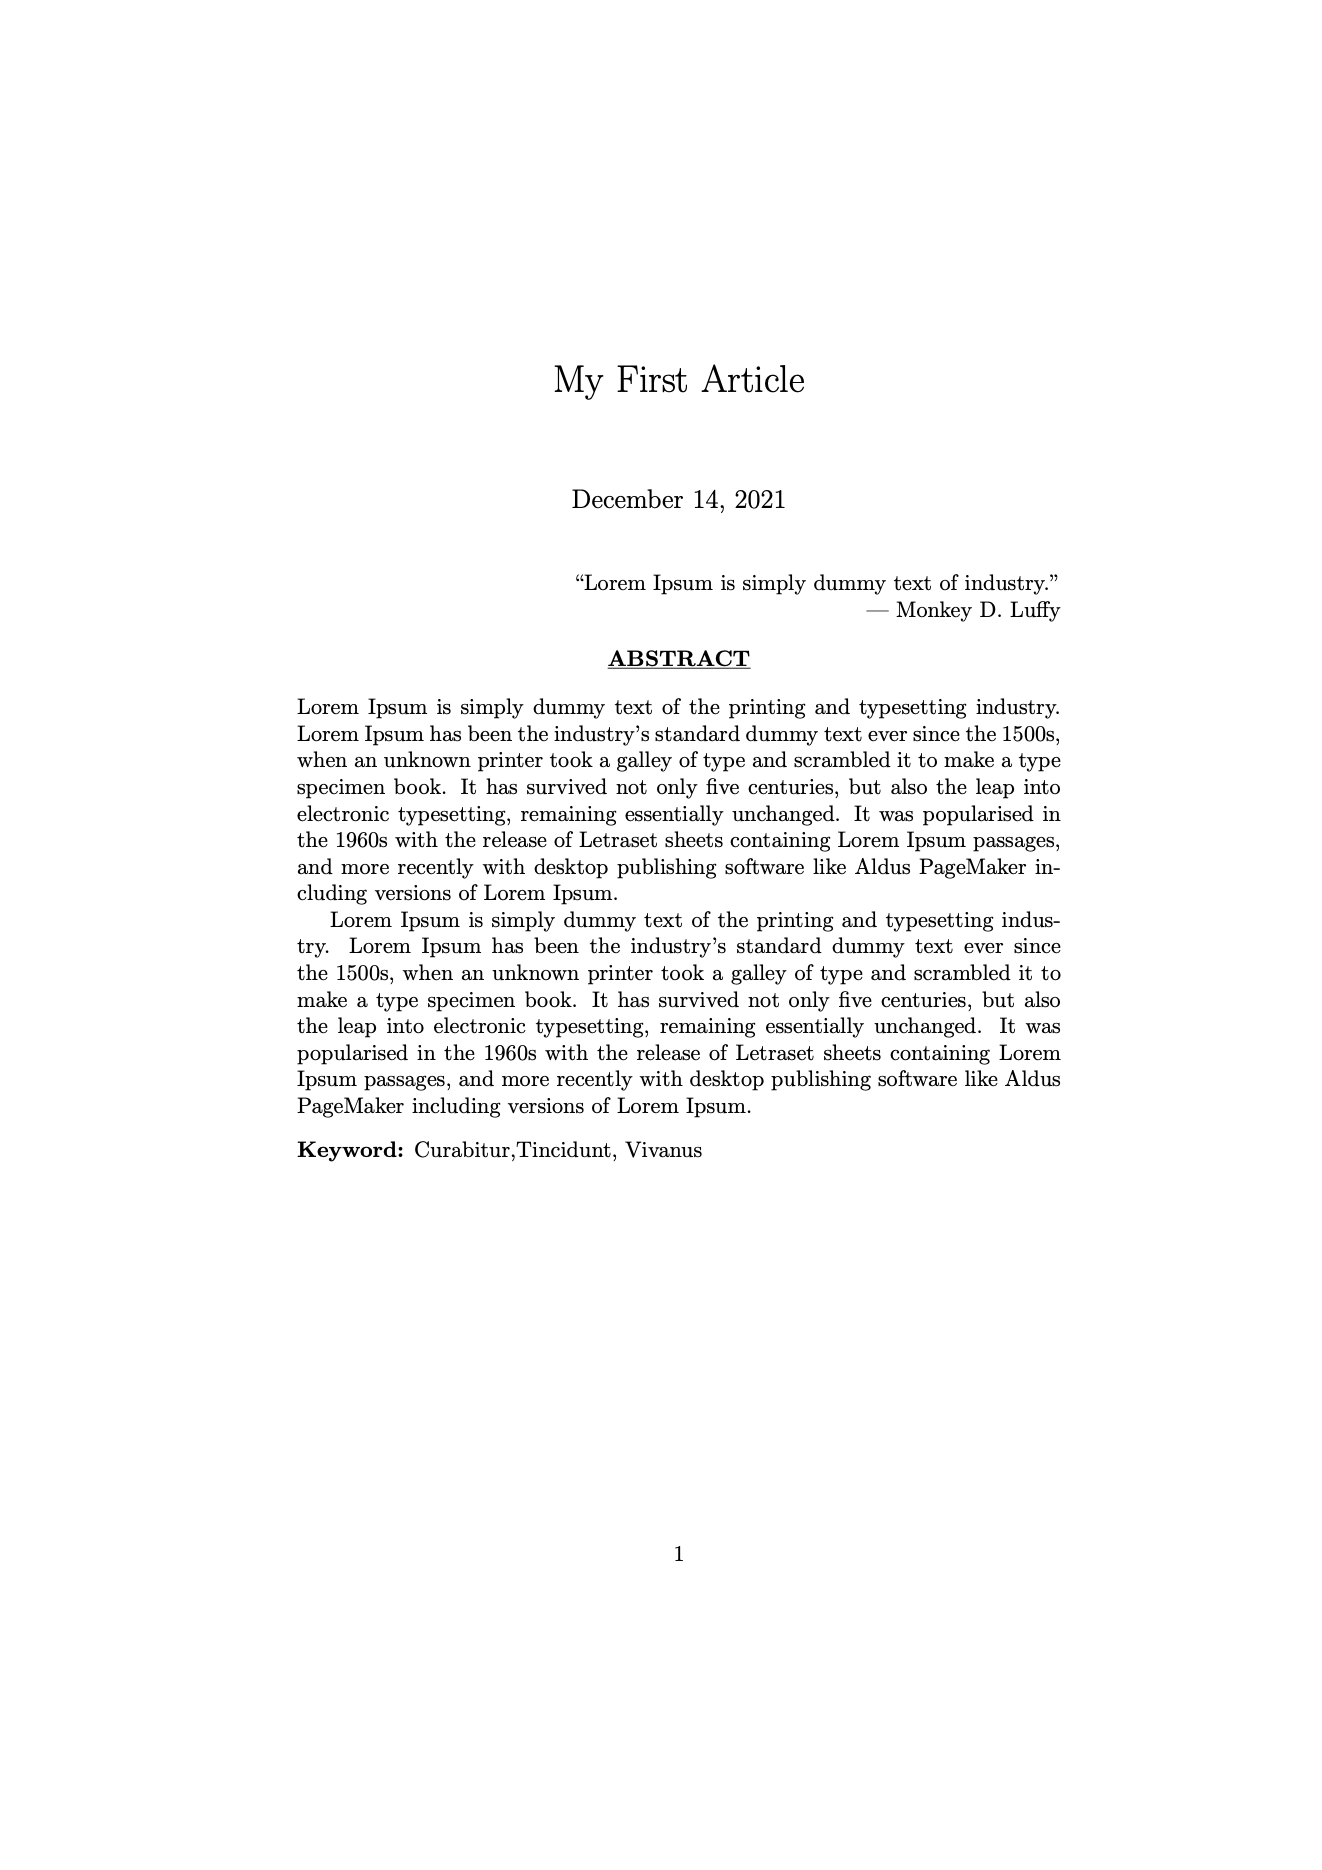 My First Article
December 14, 2021
“Lorem Ipsum is simply dummy text of industry.”
— Monkey D. Luffy
ABSTRACT
Lorem Ipsum is simply dummy text of the printing and typesetting industry.
Lorem Ipsum has been the industry’s standard dummy text ever since the 1500s,
when an unknown printer took a galley of type and scrambled it to make a type
specimen book. It has survived not only five centuries, but also the leap into
electronic typesetting, remaining essentially unchanged. It was popularised in
the 1960s with the release of Letraset sheets containing Lorem Ipsum passages,
and more recently with desktop publishing software like Aldus PageMaker in-
cluding versions of Lorem Ipsum.
Lorem Ipsum is simply dummy text of the printing and typesetting indus-
try. Lorem Ipsum has been the industry’s standard dummy text ever since
the 1500s, when an unknown printer took a galley of type and scrambled it to
make a type specimen book. It has survived not only five centuries, but also
the leap into electronic typesetting, remaining essentially unchanged. It was
popularised in the 1960s with the release of Letraset sheets containing Lorem
Ipsum passages, and more recently with desktop publishing software like Aldus
PageMaker including versions of Lorem Ipsum.
Keyword: Curabitur,Tincidunt, Vivanus
1